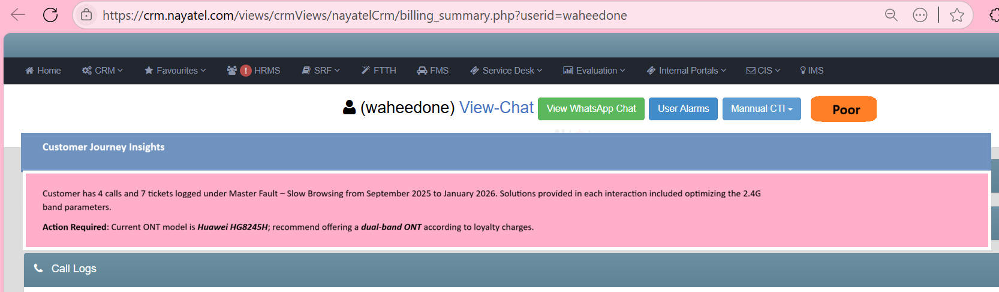 https://crm.nayatel.com/views/crmViews/nayatelCrm/billing_summary.php?userid=waheedone
Home CRM Favourites ! HRMS SRF FTTH FMS Service Desk Evaluation Internal Portals CIS IMS
(waheedone) View-Chat View WhatsApp Chat User Alarms Mannual CTI Poor
Customer Journey Insights
Customer has 4 calls and 7 tickets logged under Master Fault – Slow Browsing from September 2025 to January 2026. Solutions provided in each interaction included optimizing the 2.4G
band parameters.
Action Required: Current ONT model is Huawei HG8245H; recommend offering a dual-band ONT according to loyalty charges.
Call Logs